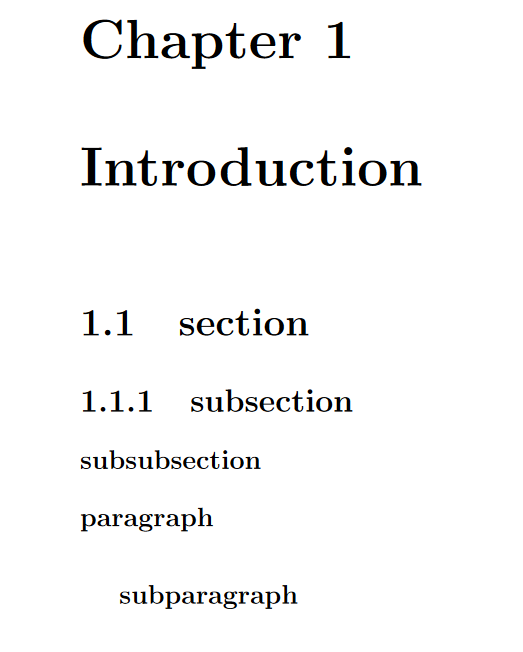 Chapter 1
Introduction
1.1 section
1.1.1 subsection
subsubsection
paragraph
subparagraph